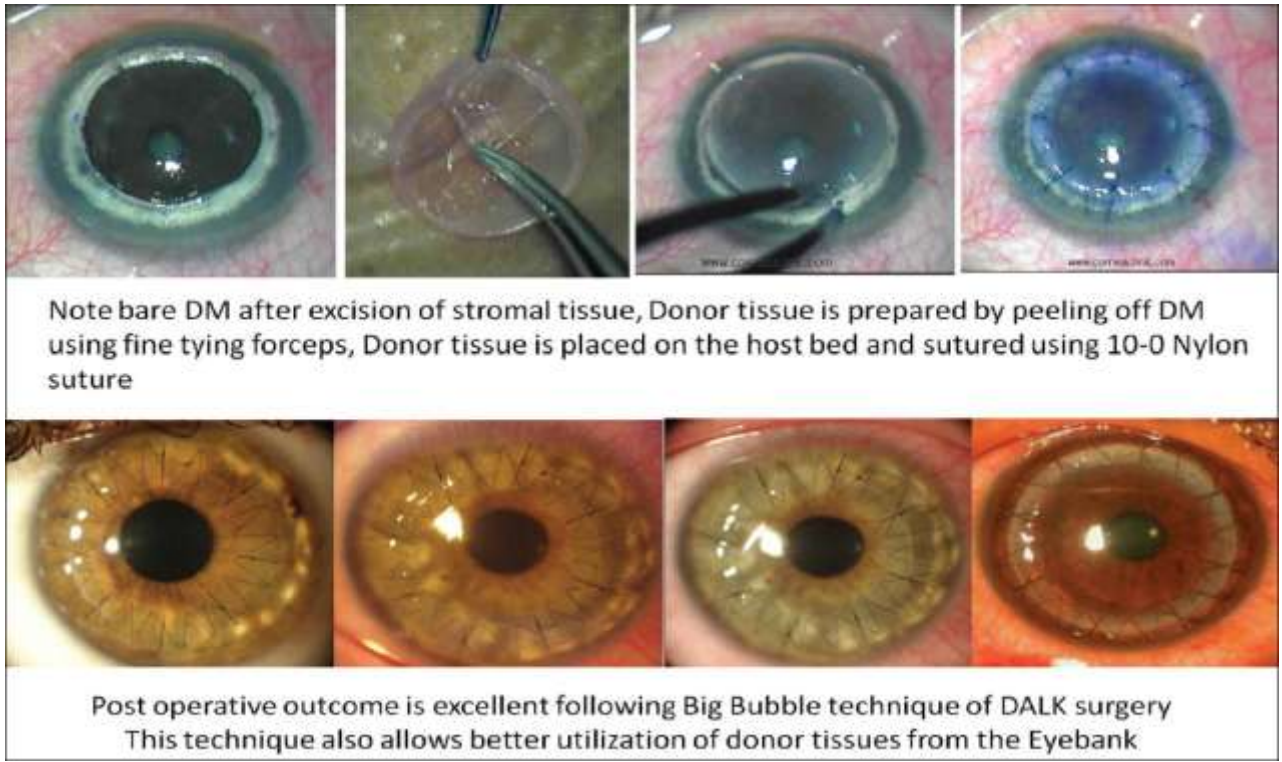 Note bare DM after excision of stromal tissue, Donor tissue is prepared by peeling off DM
using fine tying forceps, Donor tissue is placed on the host bed and sutured using 10-0 Nylon
suture
Post operative outcome is excellent following Big Bubble technique of DALK surgery
This technique also allows better utilization of donor tissues from the Eyebank